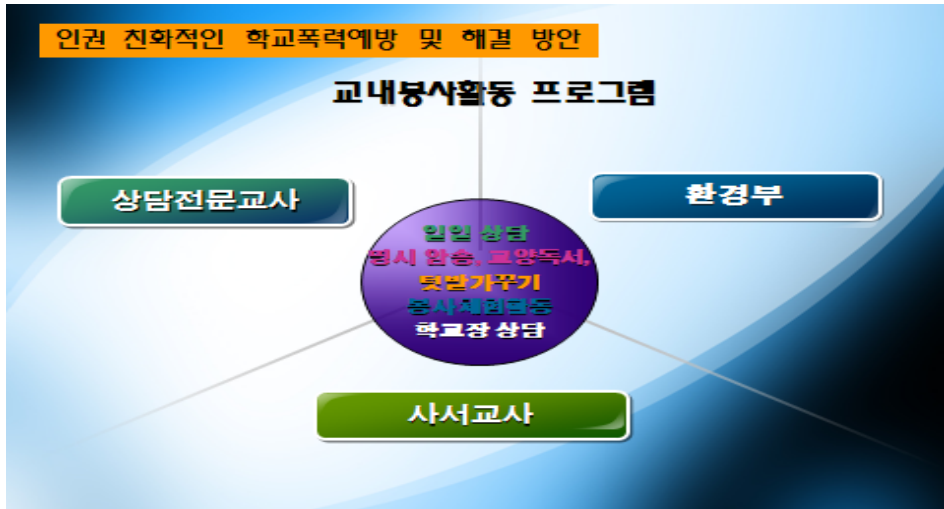 인권 친화적인 학교폭력예방 및 해결 방안
교내봉사활동 프로그램
상담전문교사
환경부
일일 상담
명시 암송, 교양독서,
텃밭가꾸기
봉사체험활동
학교장 상담
사서교사